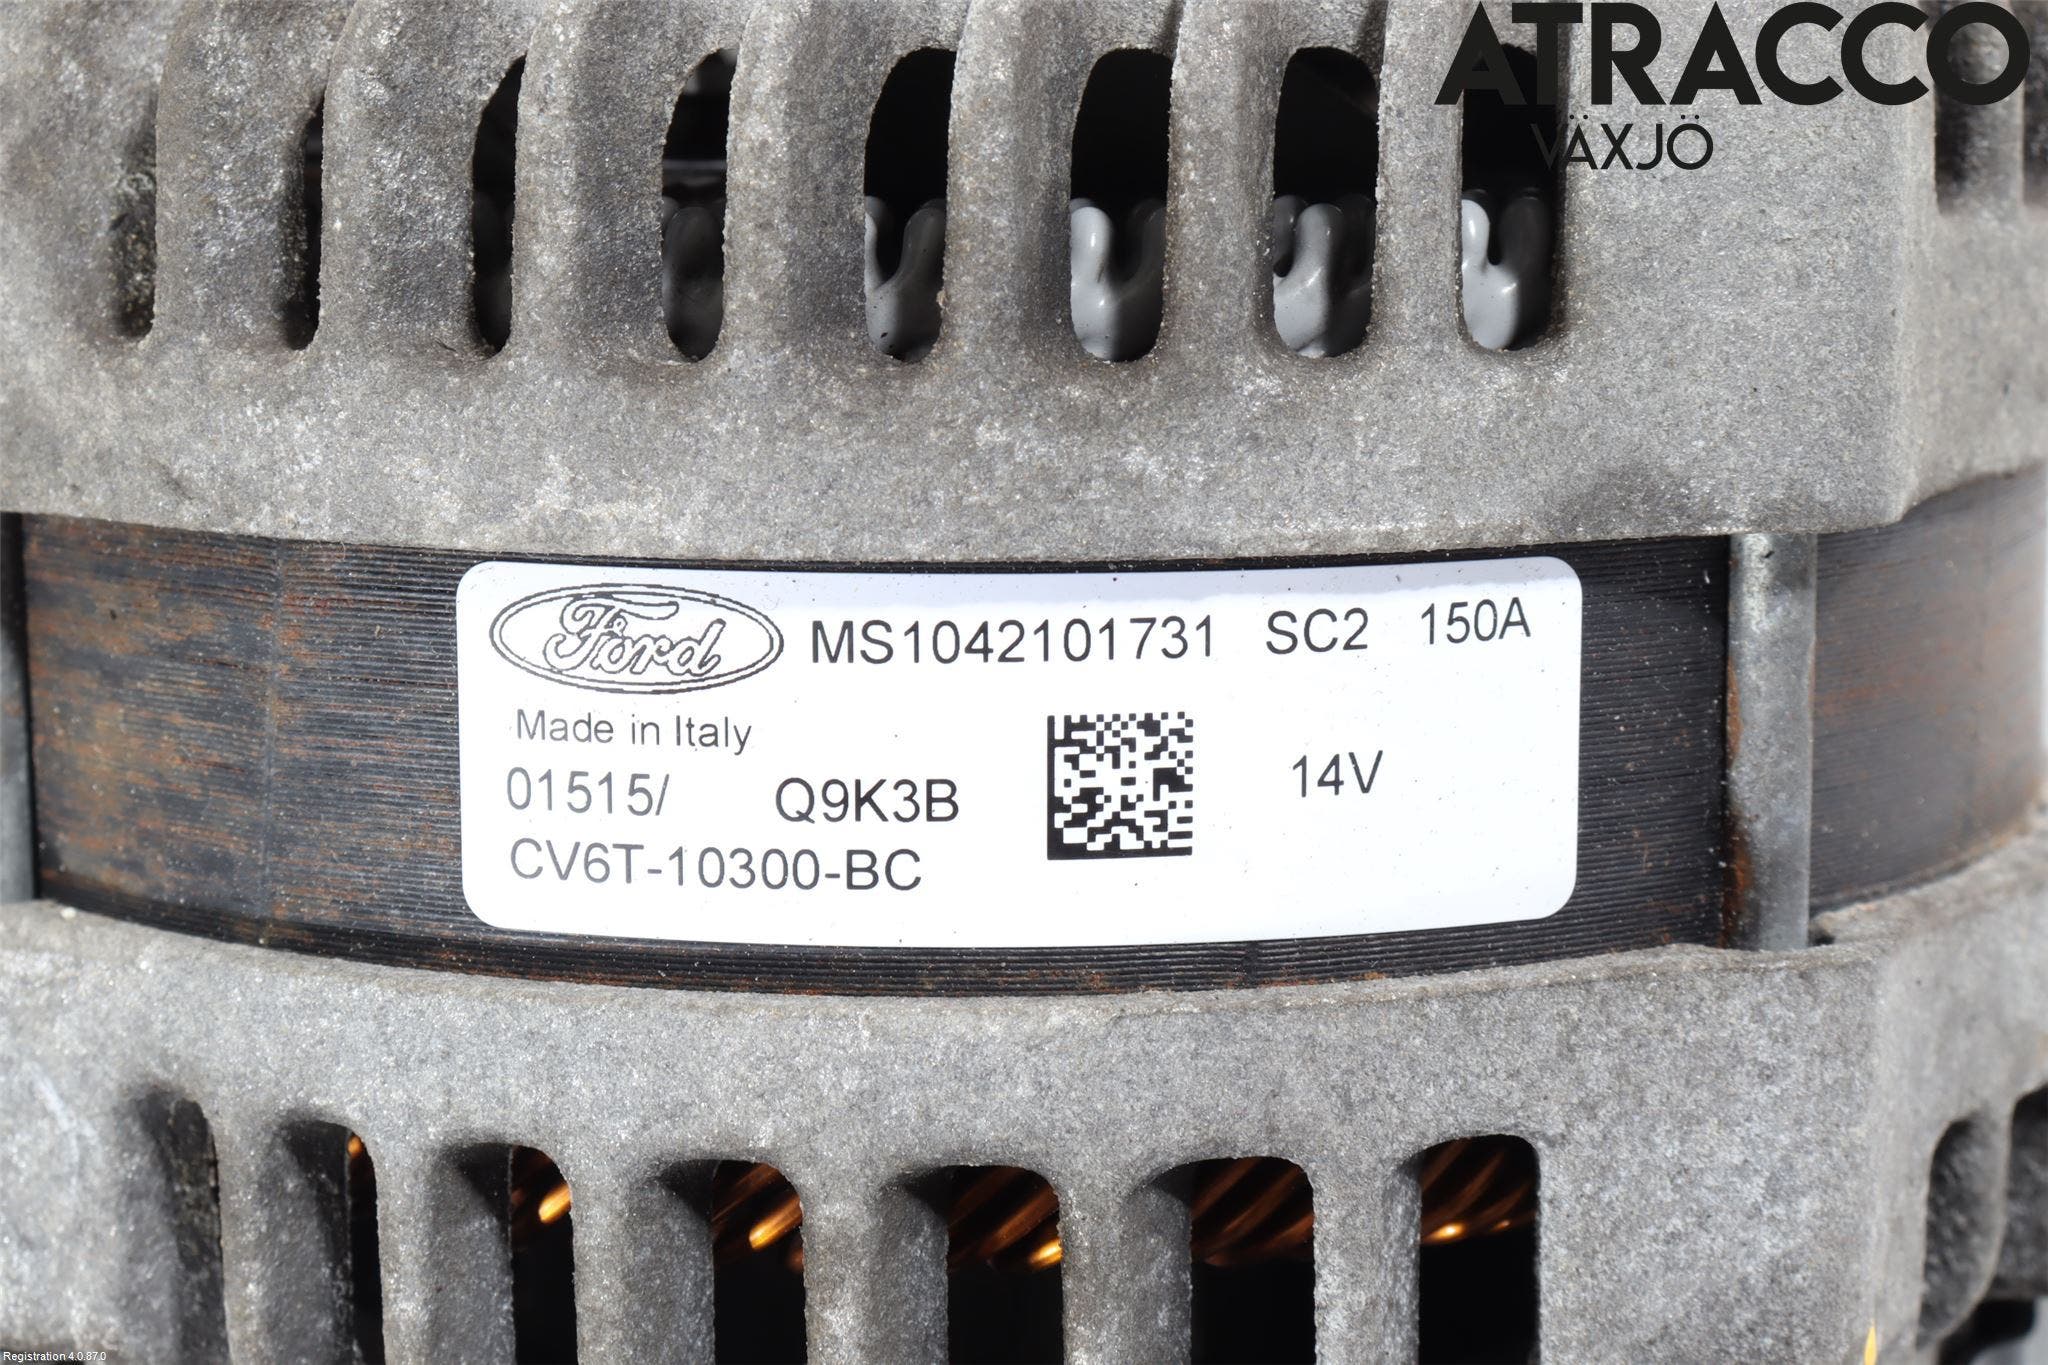 ATRACCO
VÄXJÖ
Ford MS1042101731 SC2 150A
Made in Italy
01515/ Q9K3B 14V
CV6T-10300-BC
Registration 4.0.87.0